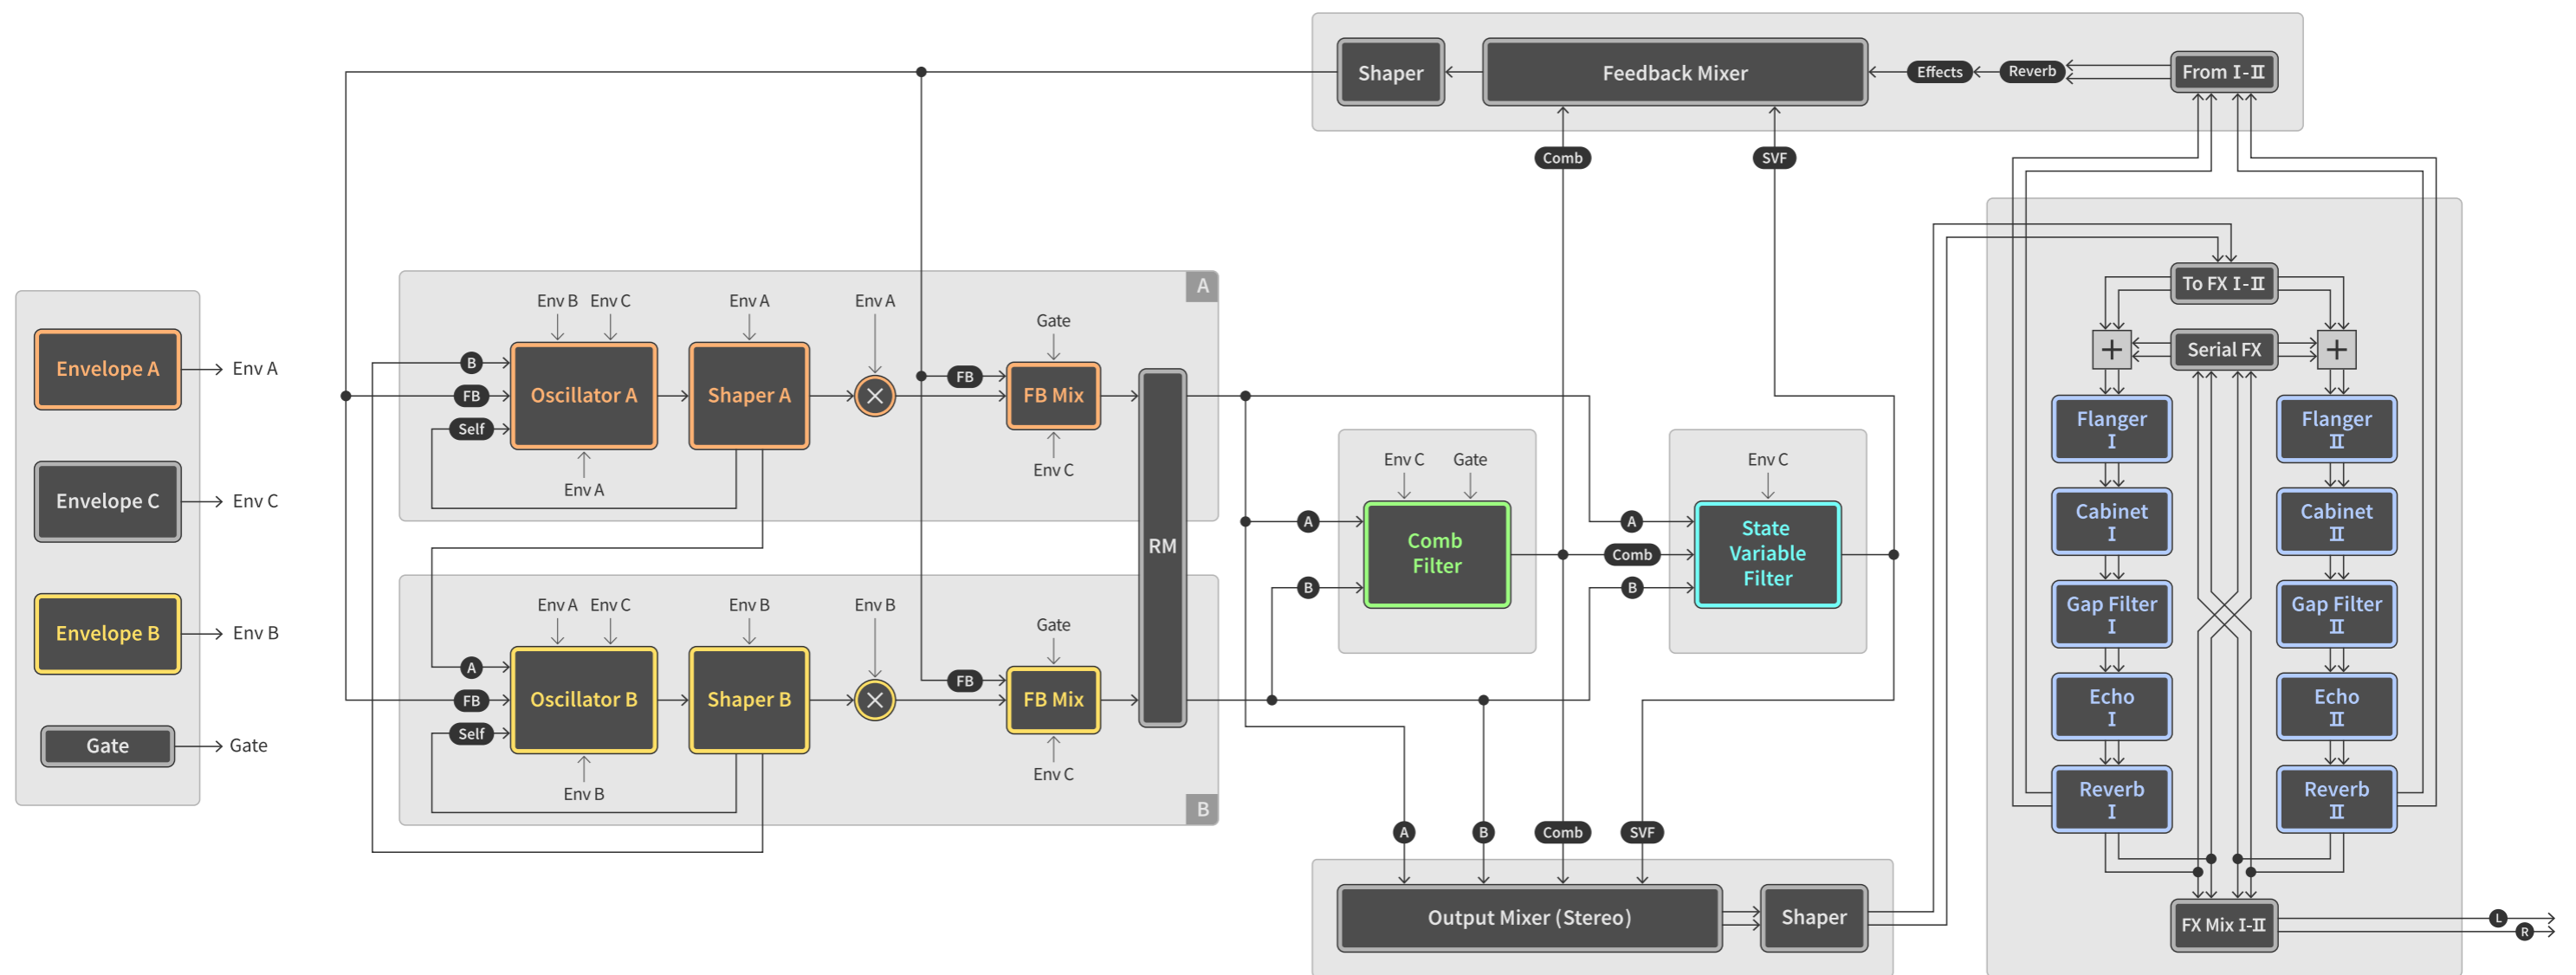 Shaper
Feedback Mixer
Effects
Reverb
From I-II
Comb
SVF
Envelope A
Env A
Envelope C
Env C
Envelope B
Env B
Gate
Gate
A
Env B
Env C
Env A
Env A
Gate
B
FB
Self
Oscillator A
Shaper A
FB
FB Mix
Env A
Env C
RM
Env A
Env C
Env B
Env B
Gate
A
FB
Self
Oscillator B
Shaper B
FB
FB Mix
Env B
Env C
B
Env C
Gate
A
B
Comb
Filter
Env C
A
Comb
B
State
Variable
Filter
A
B
Comb
SVF
Output Mixer (Stereo)
Shaper
To FX I-II
Serial FX
Flanger
I
Flanger
II
Cabinet
I
Cabinet
II
Gap Filter
I
Gap Filter
II
Echo
I
Echo
II
Reverb
I
Reverb
II
FX Mix I-II
L
R